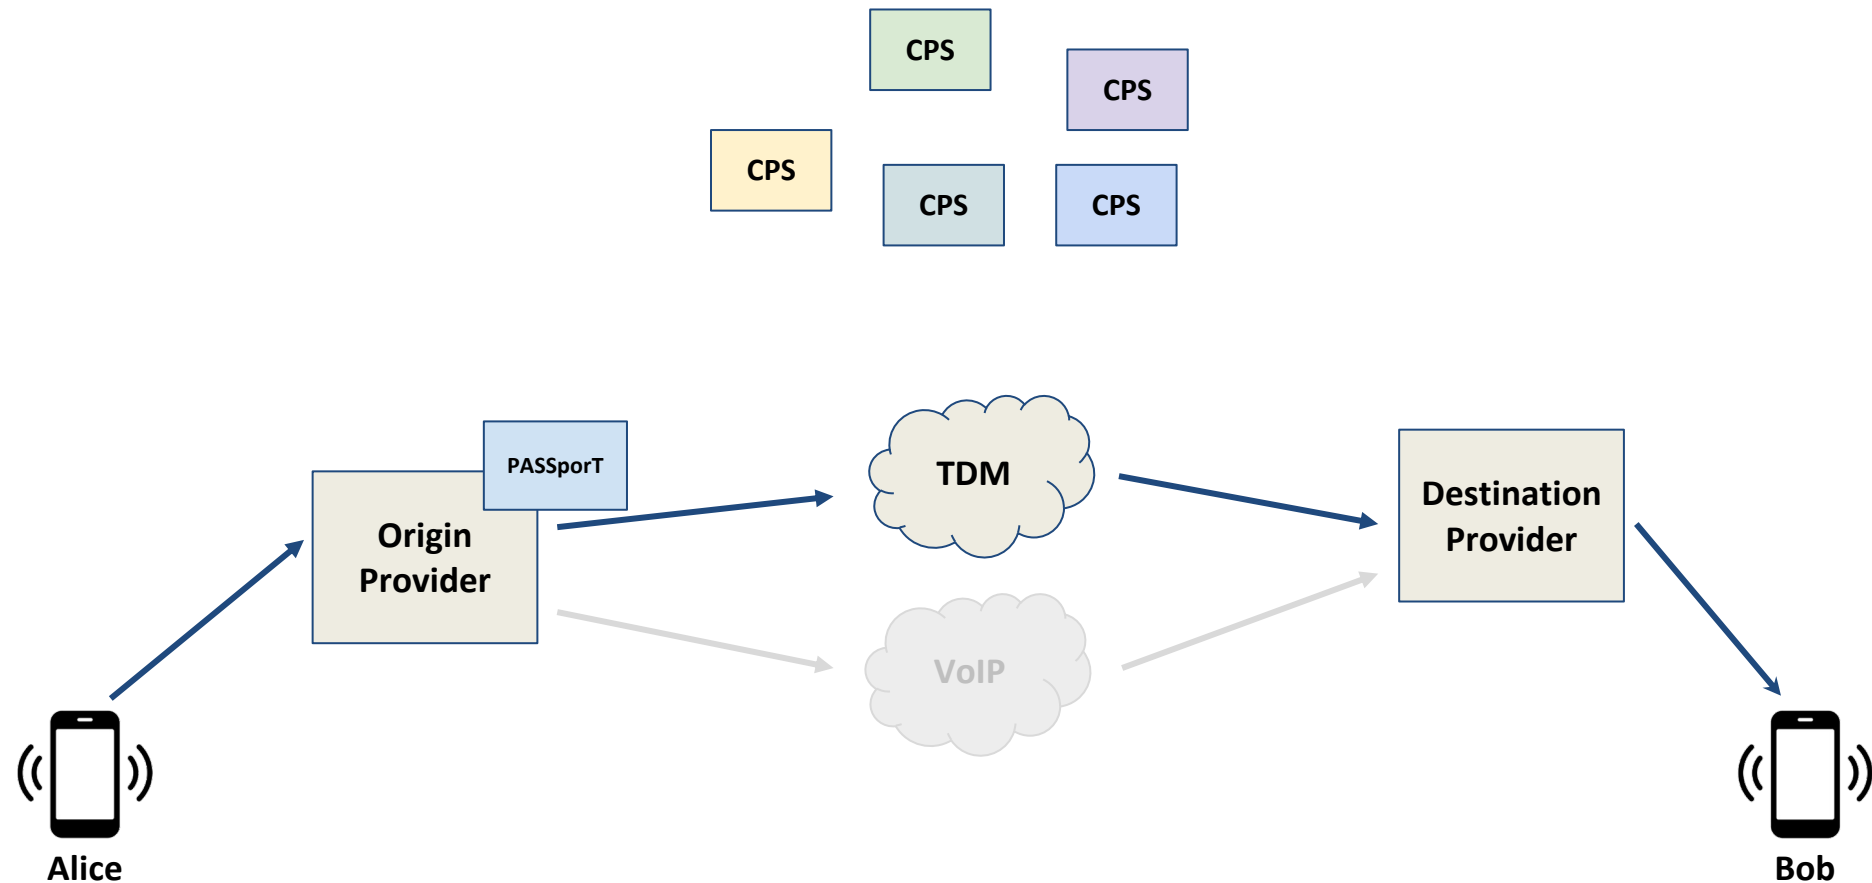 CPS
CPS
CPS
CPS
CPS
PASSporT
TDM
Origin
Provider
Destination
Provider
VoIP
Alice
Bob